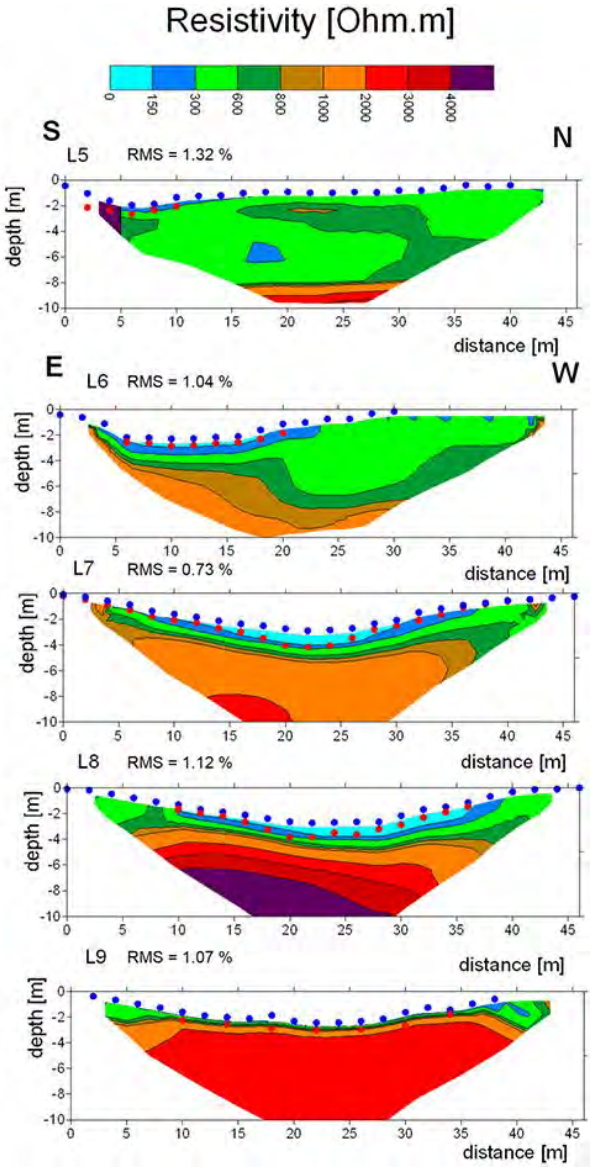 Resistivity [Ohm.m]
0 150 300 600 800 1000 2000 3000 4000
S N
L5 RMS = 1.32 %
depth [m]
0
-2
-4
-6
-8
-10
0 5 10 15 20 25 30 35 40 45
distance [m]
E W
L6 RMS = 1.04 %
depth [m]
0
-2
-4
-6
-8
-10
0 5 10 15 20 25 30 35 40 45
distance [m]
L7 RMS = 0.73 %
depth [m]
0
-2
-4
-6
-8
-10
0 5 10 15 20 25 30 35 40 45
distance [m]
L8 RMS = 1.12 %
depth [m]
0
-2
-4
-6
-8
-10
0 5 10 15 20 25 30 35 40 45
distance [m]
L9 RMS = 1.07 %
depth [m]
0
-2
-4
-6
-8
-10
0 5 10 15 20 25 30 35 40 45
distance [m]